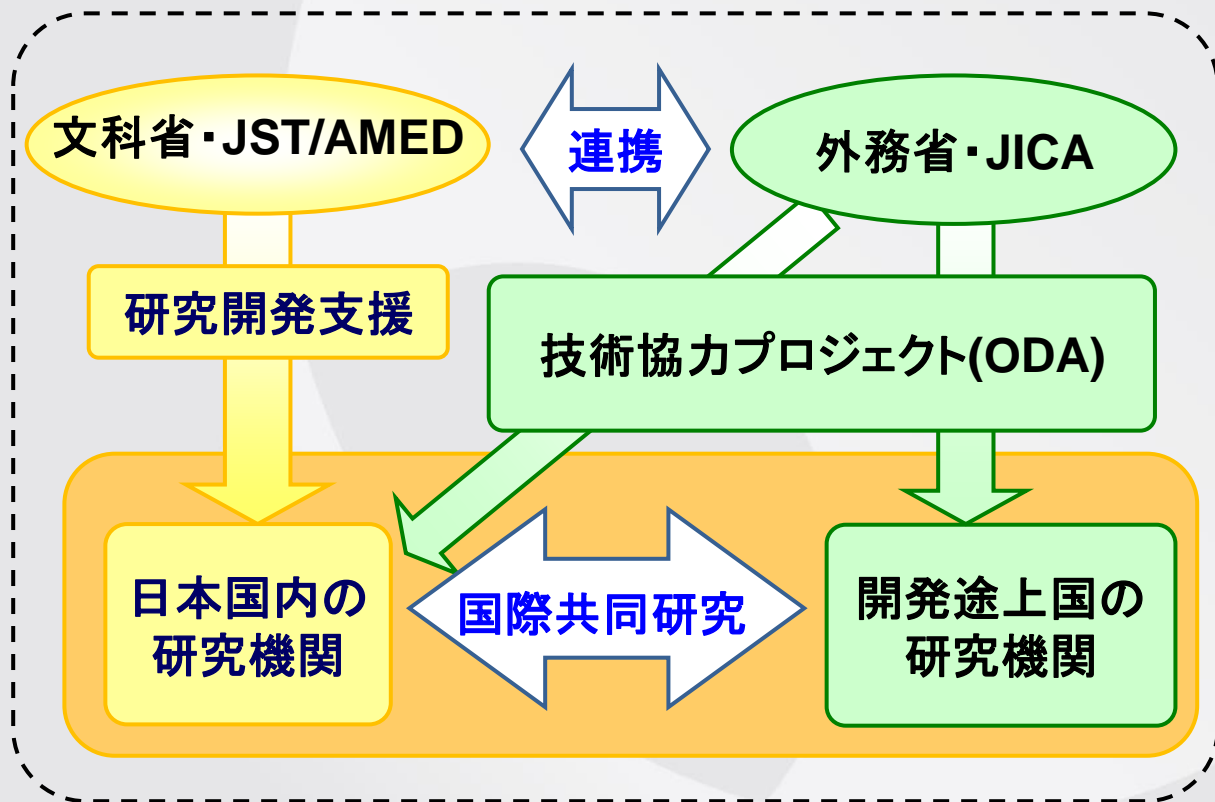 文科省・JST/AMED
連携
外務省・JICA
研究開発支援
技術協力プロジェクト(ODA)
日本国内の
研究機関
国際共同研究
開発途上国の
研究機関